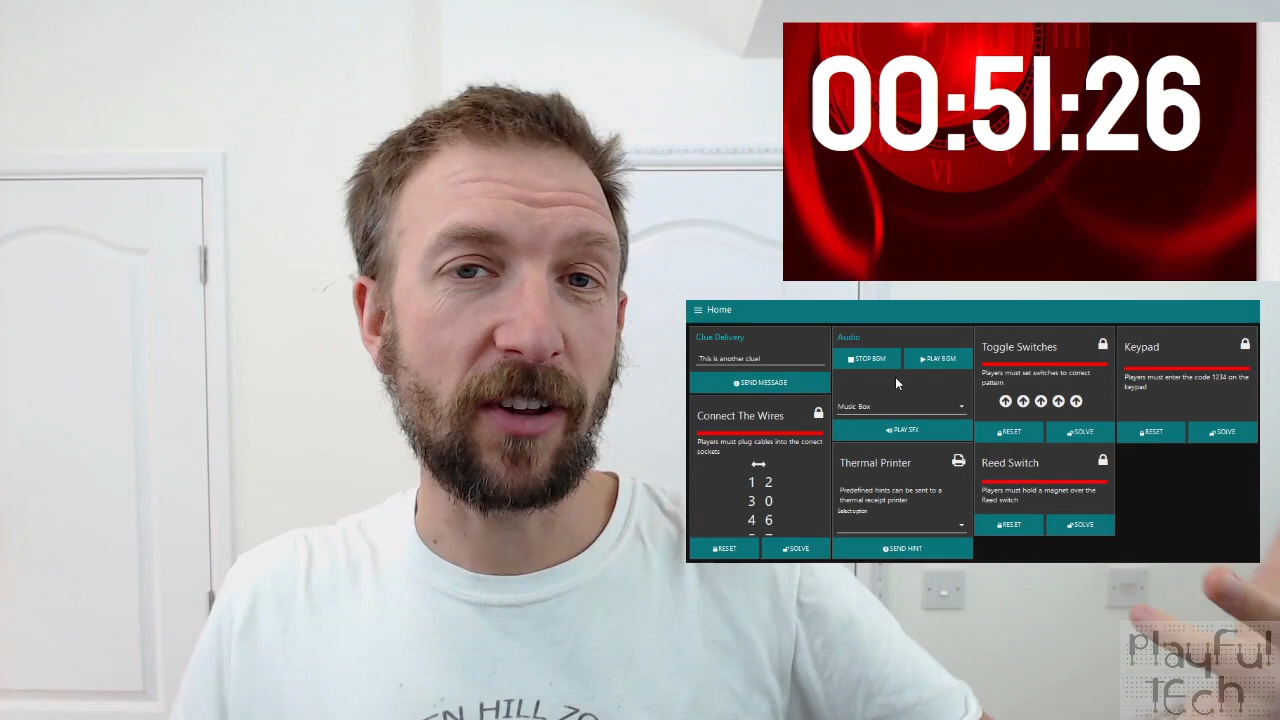 00:51:26
Home
Clue Delivery
This is another clue!
SEND MESSAGE
Connect The Wires
Players must plug cables into the correct
sockets
1 2
3 0
4 6
RESET
SOLVE
Audio
STOP BGM
PLAY BGM
Music Box
PLAY SFX
Thermal Printer
Predefined hints can be sent to a
thermal receipt printer
Select option
SEND HINT
Toggle Switches
Players must set switches to correct
pattern
RESET
SOLVE
Reed Switch
Players must hold a magnet over the
Reed switch
RESET
SOLVE
Keypad
Players must enter the code 1234 on the
keypad
RESET
SOLVE
HILL
playful
tech